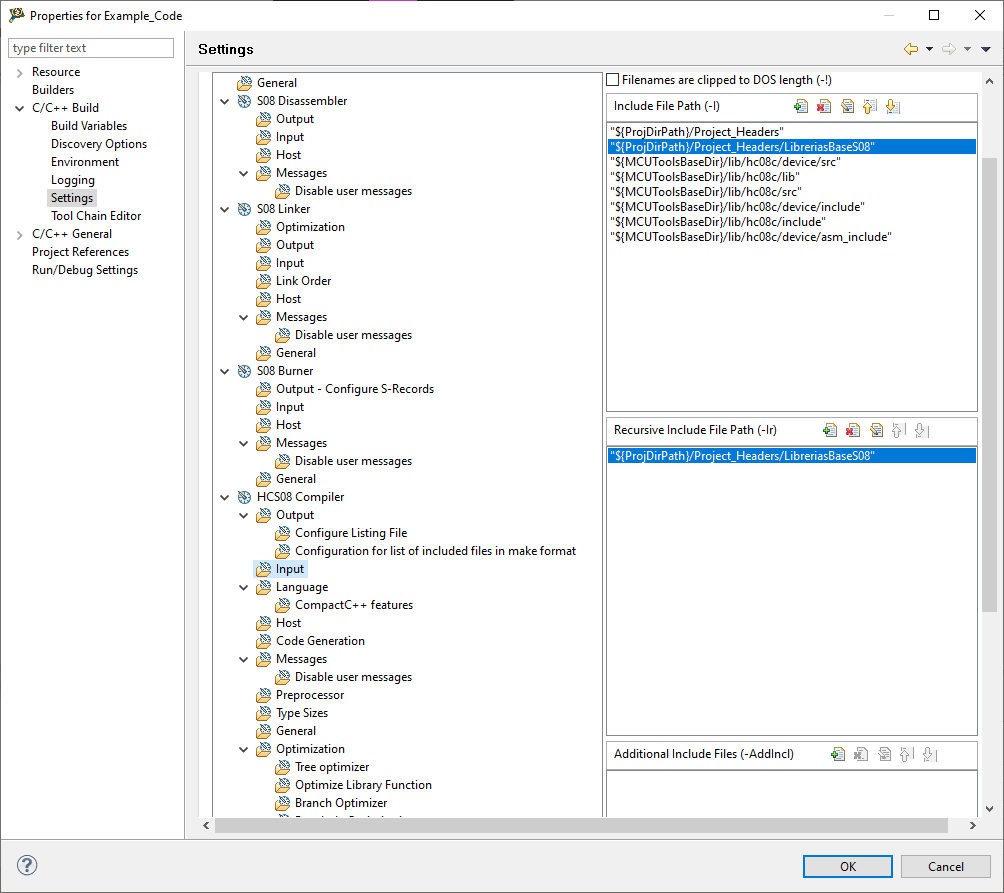 Properties for Example_Code
type filter text
Resource
Builders
C/C++ Build
Build Variables
Discovery Options
Environment
Logging
Settings
Tool Chain Editor
C/C++ General
Project References
Run/Debug Settings
Settings
General
S08 Disassembler
Output
Input
Host
Messages
Disable user messages
S08 Linker
Optimization
Output
Input
Link Order
Host
Messages
Disable user messages
General
S08 Burner
Output - Configure S-Records
Input
Host
Messages
Disable user messages
General
HCS08 Compiler
Output
Configure Listing File
Configuration for list of included files in make format
Input
Language
CompactC++ features
Host
Code Generation
Messages
Disable user messages
Preprocessor
Type Sizes
General
Optimization
Tree optimizer
Optimize Library Function
Branch Optimizer
Filenames are clipped to DOS length (-!)
Include File Path (-I)
"${ProjDirPath}/Project_Headers"
"${ProjDirPath}/Project_Headers/LibreriasBaseS08"
"${MCUToolsBaseDir}/lib/hc08c/device/src"
"${MCUToolsBaseDir}/lib/hc08c/lib"
"${MCUToolsBaseDir}/lib/hc08c/src"
"${MCUToolsBaseDir}/lib/hc08c/device/include"
"${MCUToolsBaseDir}/lib/hc08c/include"
"${MCUToolsBaseDir}/lib/hc08c/device/asm_include"
Recursive Include File Path (-Ir)
"${ProjDirPath}/Project_Headers/LibreriasBaseS08"
Additional Include Files (-AddIncl)
OK
Cancel